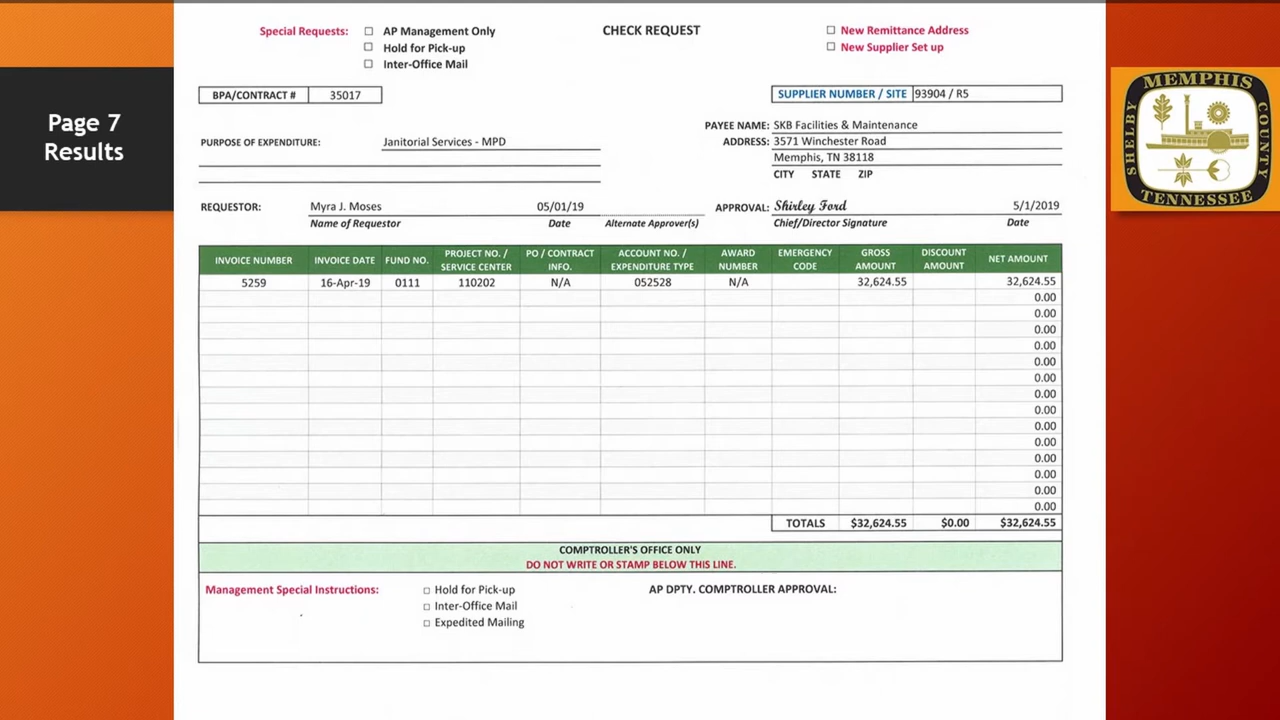 Page 7
Results
Special Requests: ☐ AP Management Only
☐ Hold for Pick-up
☐ Inter-Office Mail
CHECK REQUEST
☐ New Remittance Address
☐ New Supplier Set up
BPA/CONTRACT # 35017
SUPPLIER NUMBER / SITE 93904 / R5
PURPOSE OF EXPENDITURE: Janitorial Services - MPD
PAYEE NAME: SKB Facilities & Maintenance
ADDRESS: 3571 Winchester Road
Memphis, TN 38118
CITY STATE ZIP
REQUESTOR: Myra J. Moses 05/01/19 APPROVAL: Shirley Ford 5/1/2019
Name of Requestor Date Alternate Approver(s) Chief/Director Signature Date
INVOICE NUMBER INVOICE DATE FUND NO. PROJECT NO. / SERVICE CENTER PO / CONTRACT INFO. ACCOUNT NO. / EXPENDITURE TYPE AWARD NUMBER EMERGENCY CODE GROSS AMOUNT DISCOUNT AMOUNT NET AMOUNT
5259 16-Apr-19 0111 110202 N/A 052528 N/A 32,624.55 32,624.55
0.00
0.00
0.00
0.00
0.00
0.00
0.00
0.00
0.00
0.00
0.00
0.00
0.00
0.00
TOTALS $32,624.55 $0.00 $32,624.55
COMPTROLLER'S OFFICE ONLY
DO NOT WRITE OR STAMP BELOW THIS LINE.
Management Special Instructions: ☐ Hold for Pick-up
☐ Inter-Office Mail
☐ Expedited Mailing
AP DPTY. COMPTROLLER APPROVAL:
MEMPHIS
SHELBY
COUNTY
TENNESSEE